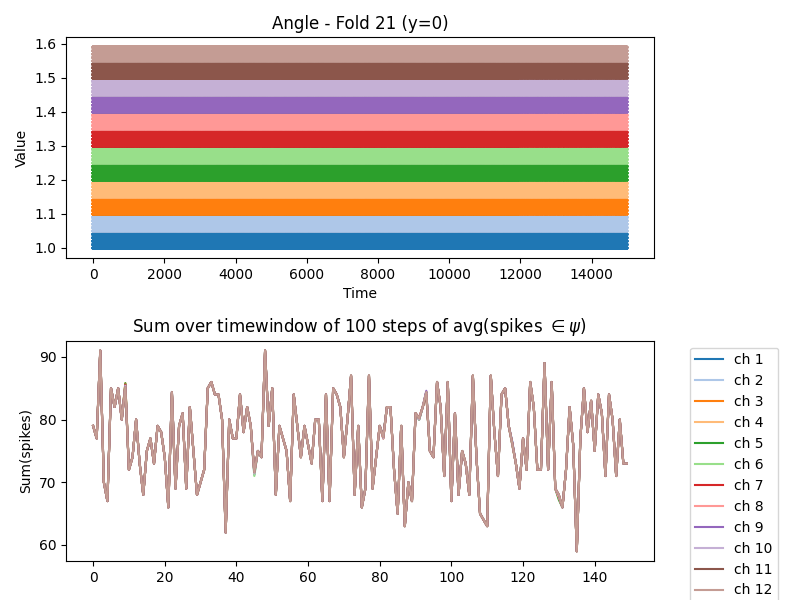 Angle - Fold 21 (y=0)
Value
1.6
1.5
1.4
1.3
1.2
1.1
1.0
0 2000 4000 6000 8000 10000 12000 14000
Time
Sum over timewindow of 100 steps of avg(spikes ∈ψ)
Sum(spikes)
90
80
70
60
0 20 40 60 80 100 120 140
ch 1
ch 2
ch 3
ch 4
ch 5
ch 6
ch 7
ch 8
ch 9
ch 10
ch 11
ch 12